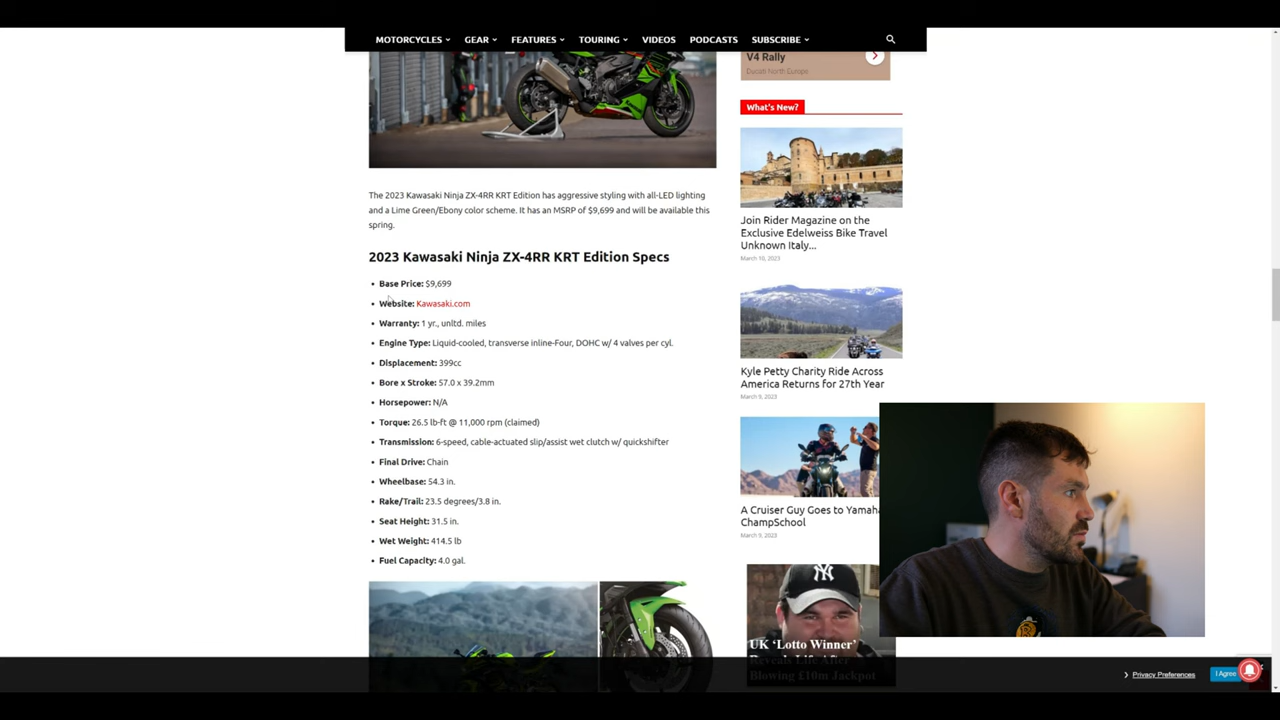 MOTORCYCLES GEAR FEATURES TOURING VIDEOS PODCASTS SUBSCRIBE
The 2023 Kawasaki Ninja ZX-4RR KRT Edition has aggressive styling with all-LED lighting
and a Lime Green/Ebony color scheme. It has an MSRP of $9,699 and will be available this
spring.
2023 Kawasaki Ninja ZX-4RR KRT Edition Specs
• Base Price: $9,699
• Website: Kawasaki.com
• Warranty: 1 yr., unltd. miles
• Engine Type: Liquid-cooled, transverse inline-Four, DOHC w/ 4 valves per cyl.
• Displacement: 399cc
• Bore x Stroke: 57.0 x 39.2mm
• Horsepower: N/A
• Torque: 26.5 lb-ft @ 11,000 rpm (claimed)
• Transmission: 6-speed, cable-actuated slip/assist wet clutch w/ quickshifter
• Final Drive: Chain
• Wheelbase: 54.3 in.
• Rake/Trail: 23.5 degrees/3.8 in.
• Seat Height: 31.5 in.
• Wet Weight: 414.5 lb
• Fuel Capacity: 4.0 gal.
V4 Rally
Ducati North Europe
What's New?
Join Rider Magazine on the
Exclusive Edelweiss Bike Travel
Unknown Italy...
March 10, 2023
Kyle Petty Charity Ride Across
America Returns for 27th Year
March 9, 2023
A Cruiser Guy Goes to Yamaha
ChampSchool
March 9, 2023
UK 'Lotto Winner'
Reveals Life After
Blowing £10m Jackpot
Privacy Preferences
I Agree